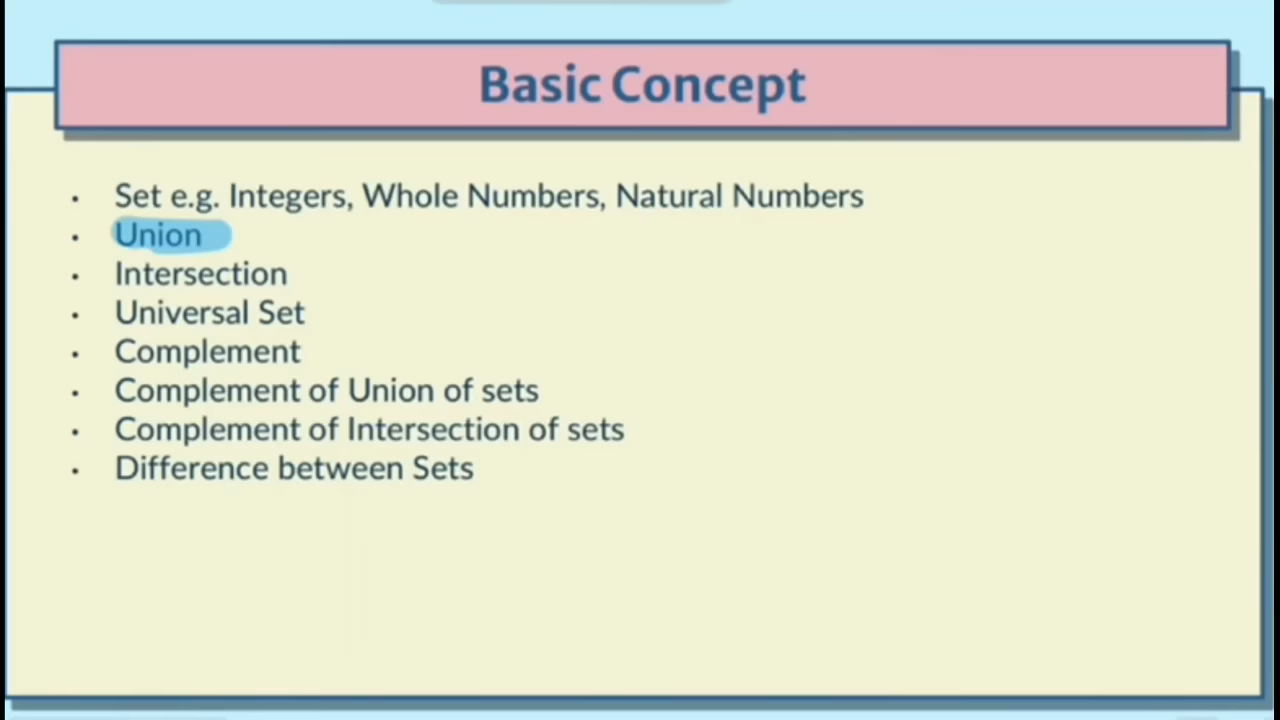 Basic Concept
· Set e.g. Integers, Whole Numbers, Natural Numbers
· Union
· Intersection
· Universal Set
· Complement
· Complement of Union of sets
· Complement of Intersection of sets
· Difference between Sets